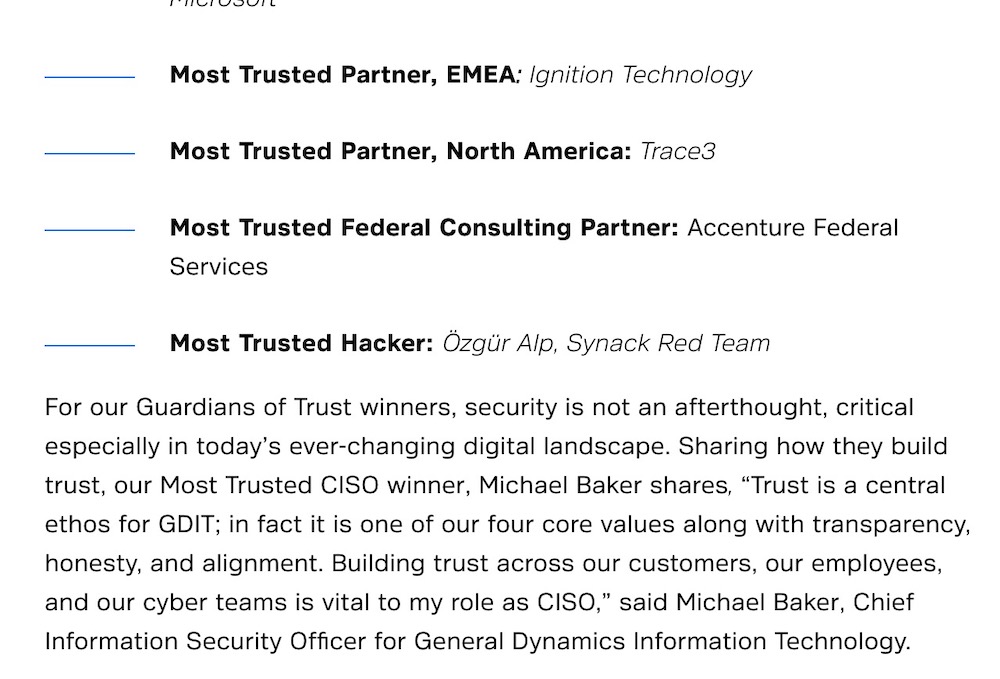 Microsoft
Most Trusted Partner, EMEA: Ignition Technology
Most Trusted Partner, North America: Trace3
Most Trusted Federal Consulting Partner: Accenture Federal
Services
Most Trusted Hacker: Özgür Alp, Synack Red Team
For our Guardians of Trust winners, security is not an afterthought, critical
especially in today’s ever-changing digital landscape. Sharing how they build
trust, our Most Trusted CISO winner, Michael Baker shares, “Trust is a central
ethos for GDIT; in fact it is one of our four core values along with transparency,
honesty, and alignment. Building trust across our customers, our employees,
and our cyber teams is vital to my role as CISO,” said Michael Baker, Chief
Information Security Officer for General Dynamics Information Technology.